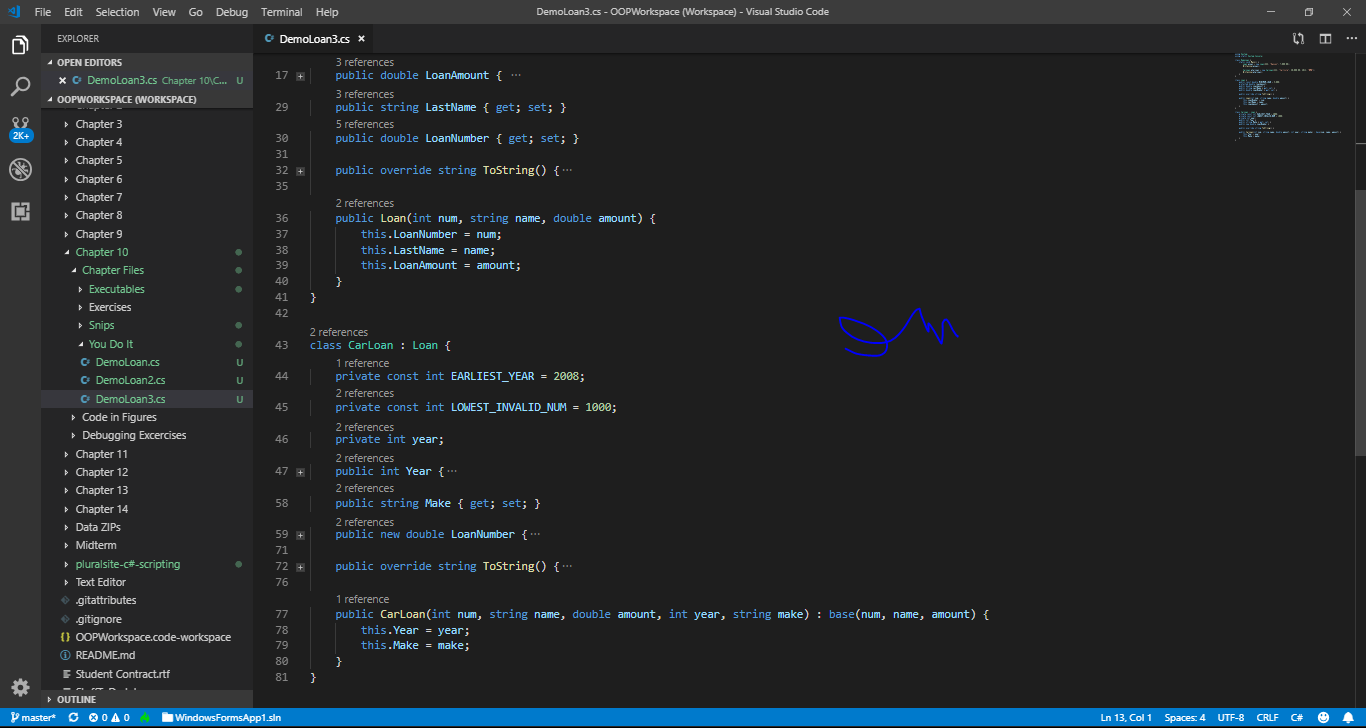 File Edit Selection View Go Debug Terminal Help
DemoLoan3.cs - OOPWorkspace (Workspace) - Visual Studio Code
EXPLORER
OPEN EDITORS
DemoLoan3.cs Chapter 10\C... U
OOPWORKSPACE (WORKSPACE)
Chapter 3
Chapter 4
Chapter 5
Chapter 6
Chapter 7
Chapter 8
Chapter 9
Chapter 10
Chapter Files
Executables
Exercises
Snips
You Do It
DemoLoan.cs U
DemoLoan2.cs U
DemoLoan3.cs U
Code in Figures
Debugging Excercises
Chapter 11
Chapter 12
Chapter 13
Chapter 14
Data ZIPs
Midterm
pluralsite-c#-scripting
Text Editor
.gitattributes
.gitignore
OOPWorkspace.code-workspace
README.md
Student Contract.rtf
OUTLINE
2K+
DemoLoan3.cs
3 references
17 public double LoanAmount { ...
3 references
29 public string LastName { get; set; }
5 references
30 public double LoanNumber { get; set; }
31
32 public override string ToString() {...
35
2 references
36 public Loan(int num, string name, double amount) {
37 this.LoanNumber = num;
38 this.LastName = name;
39 this.LoanAmount = amount;
40 }
41 }
42
2 references
43 class CarLoan : Loan {
1 reference
44 private const int EARLIEST_YEAR = 2008;
2 references
45 private const int LOWEST_INVALID_NUM = 1000;
2 references
46 private int year;
2 references
47 public int Year {...
2 references
58 public string Make { get; set; }
2 references
59 public new double LoanNumber {...
71
72 public override string ToString() {...
76
1 reference
77 public CarLoan(int num, string name, double amount, int year, string make) : base(num, name, amount) {
78 this.Year = year;
79 this.Make = make;
80 }
81 }
master* 0 0 WindowsFormsApp1.sln
Ln 13, Col 1 Spaces: 4 UTF-8 CRLF C#